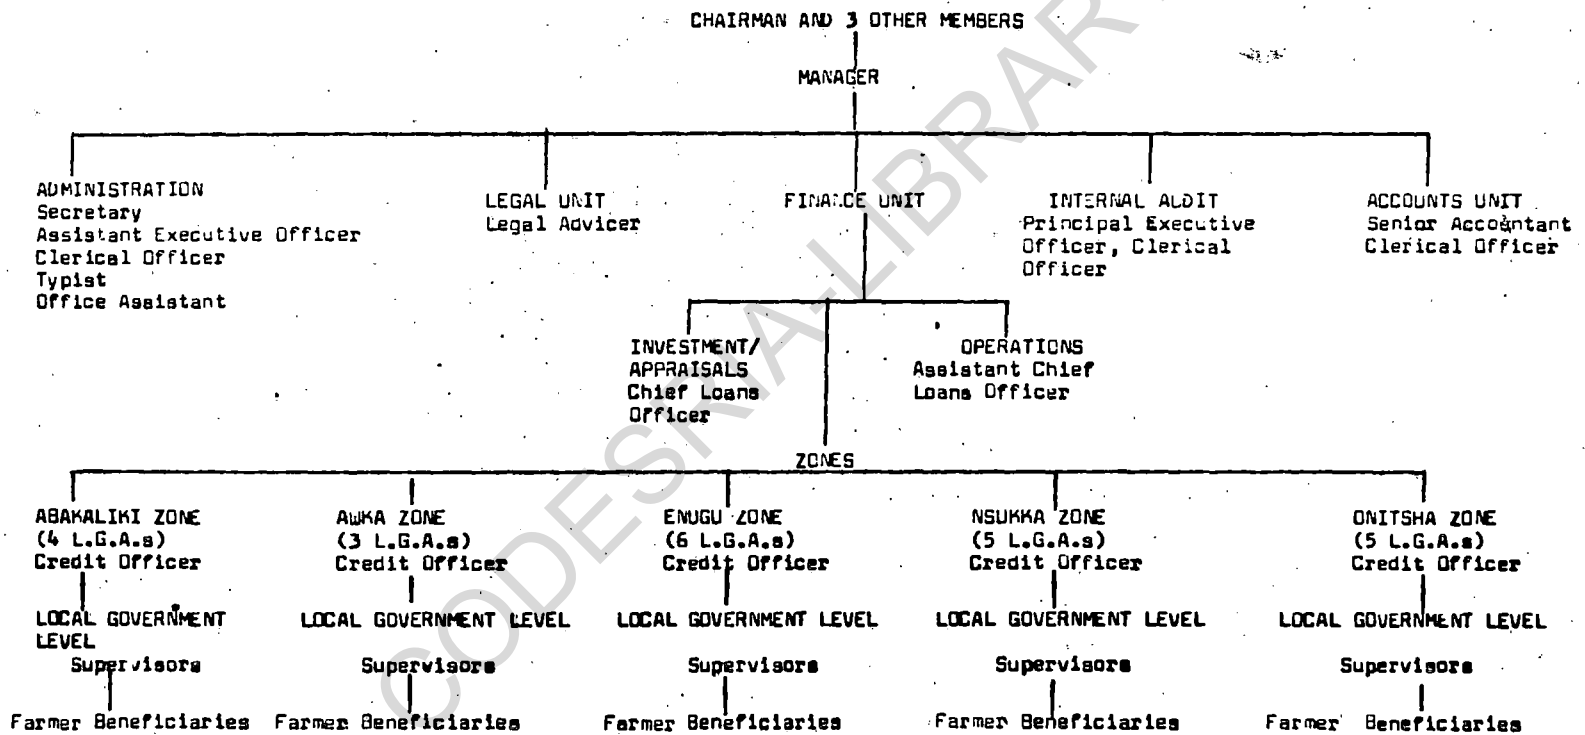 CHAIRMAN AND 3 OTHER MEMBERS
MANAGER
ADMINISTRATION
Secretary
Assistant Executive Officer
Clerical Officer
Typist
Office Assistant
LEGAL UNIT
Legal Advicer
FINANCE UNIT
INTERNAL AUDIT
Principal Executive
Officer, Clerical
Officer
ACCOUNTS UNIT
Senior Accountant
Clerical Officer
INVESTMENT/
APPRAISALS
Chief Loans
Officer
OPERATIONS
Assistant Chief
Loans Officer
ZONES
ABAKALIKI ZONE
(4 L.G.A.s)
Credit Officer
AWKA ZONE
(3 L.G.A.s)
Credit Officer
ENUGU ZONE
(6 L.G.A.s)
Credit Officer
NSUKKA ZONE
(5 L.G.A.s)
Credit Officer
ONITSHA ZONE
(5 L.G.A.s)
Credit Officer
LOCAL GOVERNMENT
LEVEL
LOCAL GOVERNMENT LEVEL
LOCAL GOVERNMENT LEVEL
LOCAL GOVERNMENT LEVEL
LOCAL GOVERNMENT LEVEL
Supervisors
Supervisors
Supervisors
Supervisors
Supervisors
Farmer Beneficiaries
Farmer Beneficiaries
Farmer Beneficiaries
Farmer Beneficiaries
Farmer Beneficiaries
CODESRIA-LIBRAR